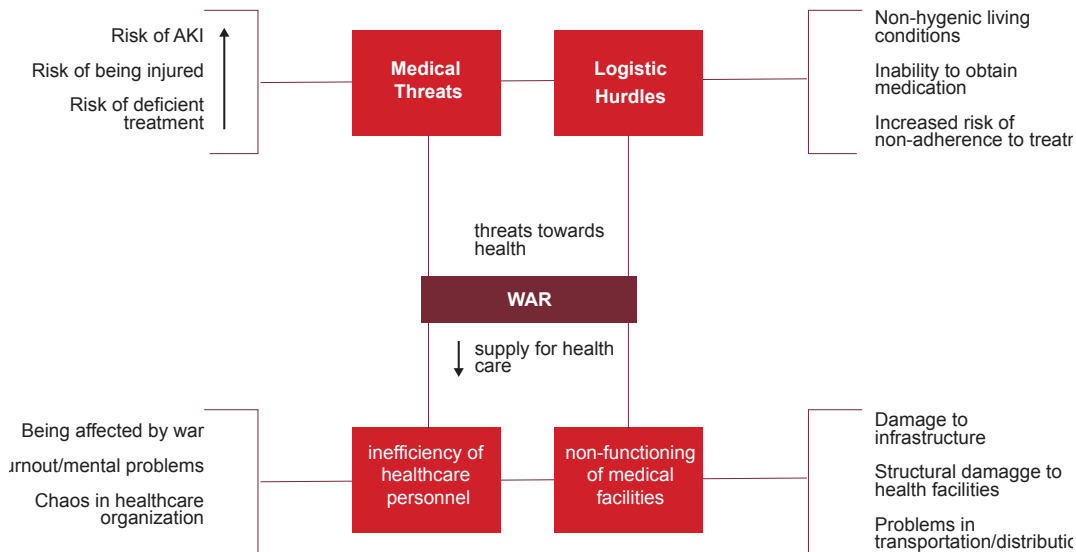 Risk of AKI
Risk of being injured
Risk of deficient
treatment
Medical
Threats
Logistic
Hurdles
Non-hygenic living
conditions
Inability to obtain
medication
Increased risk of
non-adherence to
threats towards
health
WAR
supply for health
care
Being affected by war
problems
Chaos in healthcare
organization
inefficiency of
healthcare
personnel
non-functioning
of medical
facilities
Damage to
infrastructure
Structural damagge to
health facilities
Problems in